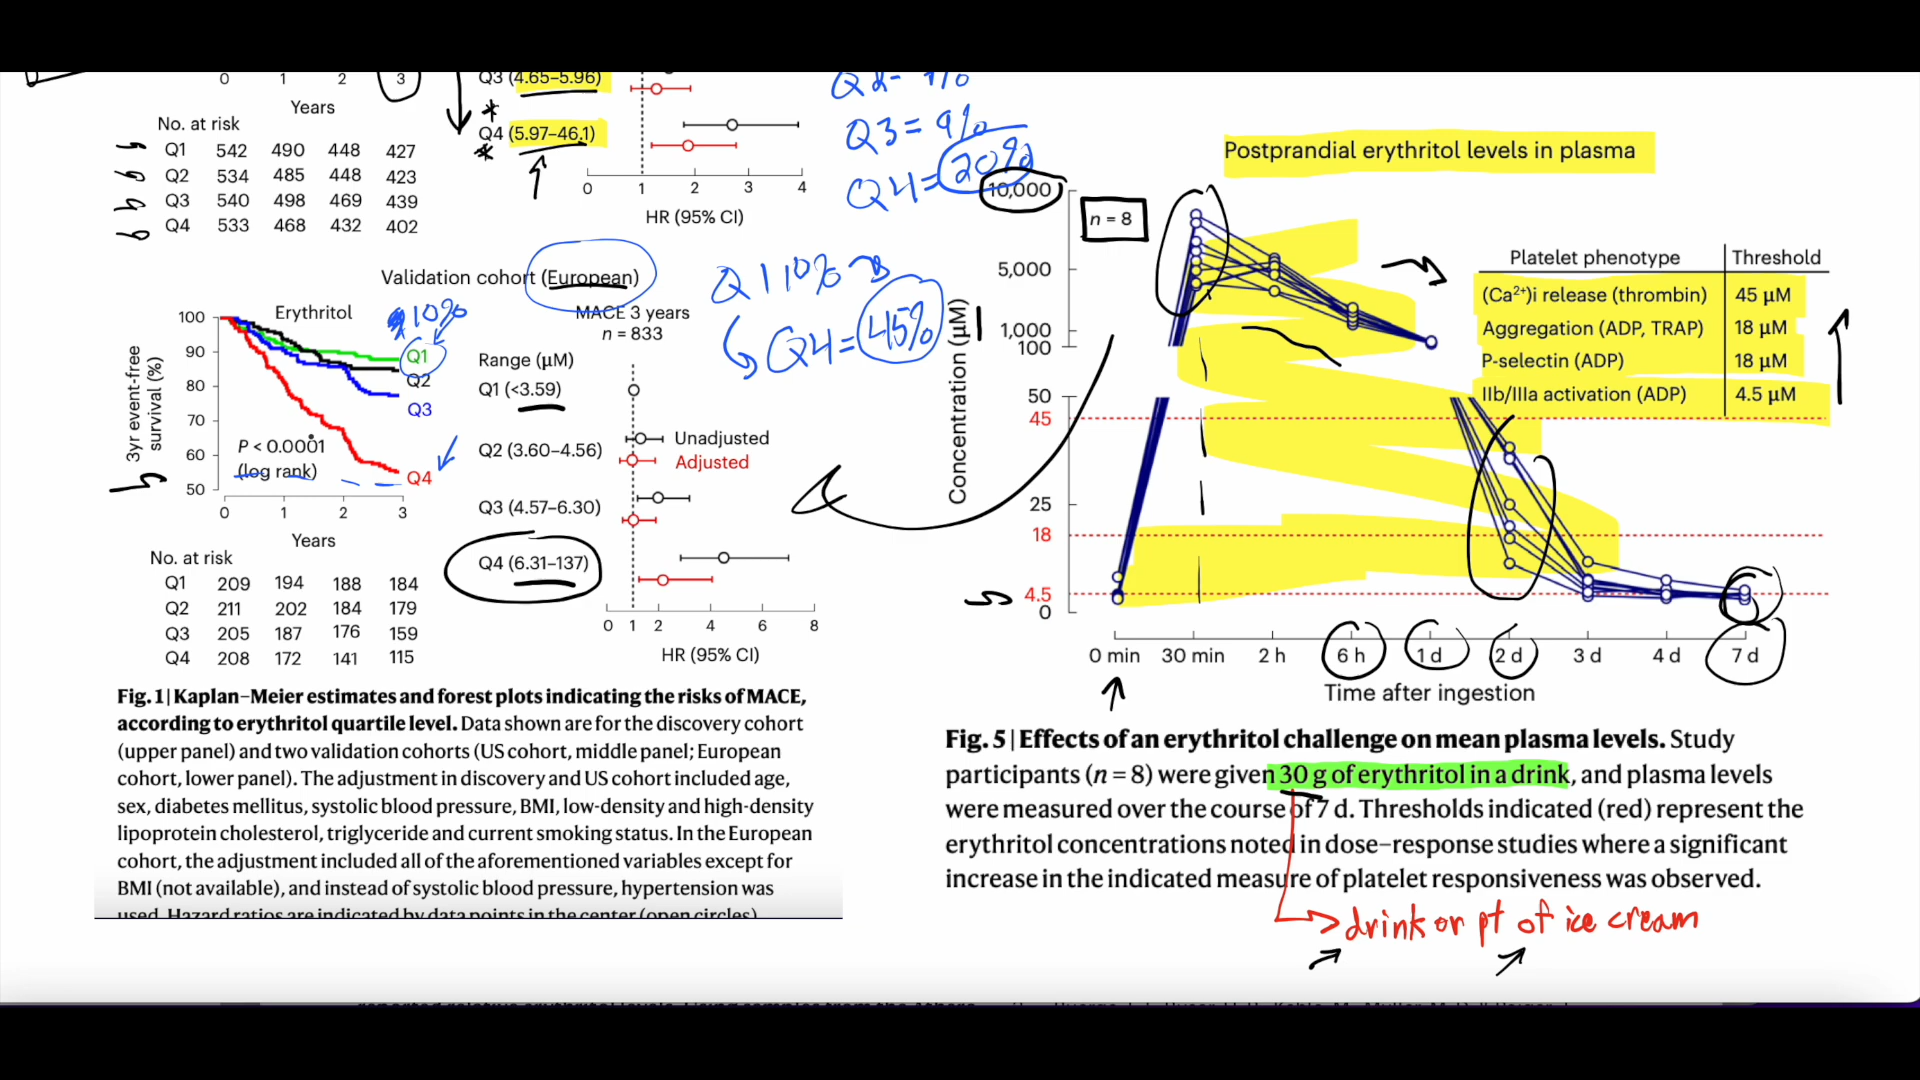 0 1 2 3
Years
No. at risk
Q1 542 490 448 427
Q2 534 485 448 423
Q3 540 498 469 439
Q4 533 468 432 402
Q3 (4.65–5.96)
Q4 (5.97–46.1)
0 1 2 3 4
HR (95% CI)
Q3 = 9%
Q4 = 20%
Validation cohort (European)
Erythritol
10%
MACE 3 years
n = 833
3yr event-free
survival (%)
100
90
80
70
60
50
Q1
Q2
Q3
Q4
P < 0.0001
(log rank)
0 1 2 3
Years
No. at risk
Q1 209 194 188 184
Q2 211 202 184 179
Q3 205 187 176 159
Q4 208 172 141 115
Range (μM)
Q1 (<3.59)
Q2 (3.60–4.56)
Q3 (4.57–6.30)
Q4 (6.31–137)
Unadjusted
Adjusted
0 1 2 4 6 8
HR (95% CI)
Q1 10%
Q4 = 45%
Fig. 1 | Kaplan–Meier estimates and forest plots indicating the risks of MACE,
according to erythritol quartile level. Data shown are for the discovery cohort
(upper panel) and two validation cohorts (US cohort, middle panel; European
cohort, lower panel). The adjustment in discovery and US cohort included age,
sex, diabetes mellitus, systolic blood pressure, BMI, low-density and high-density
lipoprotein cholesterol, triglyceride and current smoking status. In the European
cohort, the adjustment included all of the aforementioned variables except for
BMI (not available), and instead of systolic blood pressure, hypertension was
used. Hazard ratios are indicated by data points in the center (open circles)
Postprandial erythritol levels in plasma
n = 8
Concentration (μM)
10,000
5,000
1,000
100
50
45
25
18
4.5
0
Platelet phenotype Threshold
(Ca²⁺)i release (thrombin) 45 μM
Aggregation (ADP, TRAP) 18 μM
P-selectin (ADP) 18 μM
IIb/IIIa activation (ADP) 4.5 μM
0 min 30 min 2 h 6 h 1 d 2 d 3 d 4 d 7 d
Time after ingestion
Fig. 5 | Effects of an erythritol challenge on mean plasma levels. Study
participants (n = 8) were given 30 g of erythritol in a drink, and plasma levels
were measured over the course of 7 d. Thresholds indicated (red) represent the
erythritol concentrations noted in dose–response studies where a significant
increase in the indicated measure of platelet responsiveness was observed.
drink or pt of ice cream